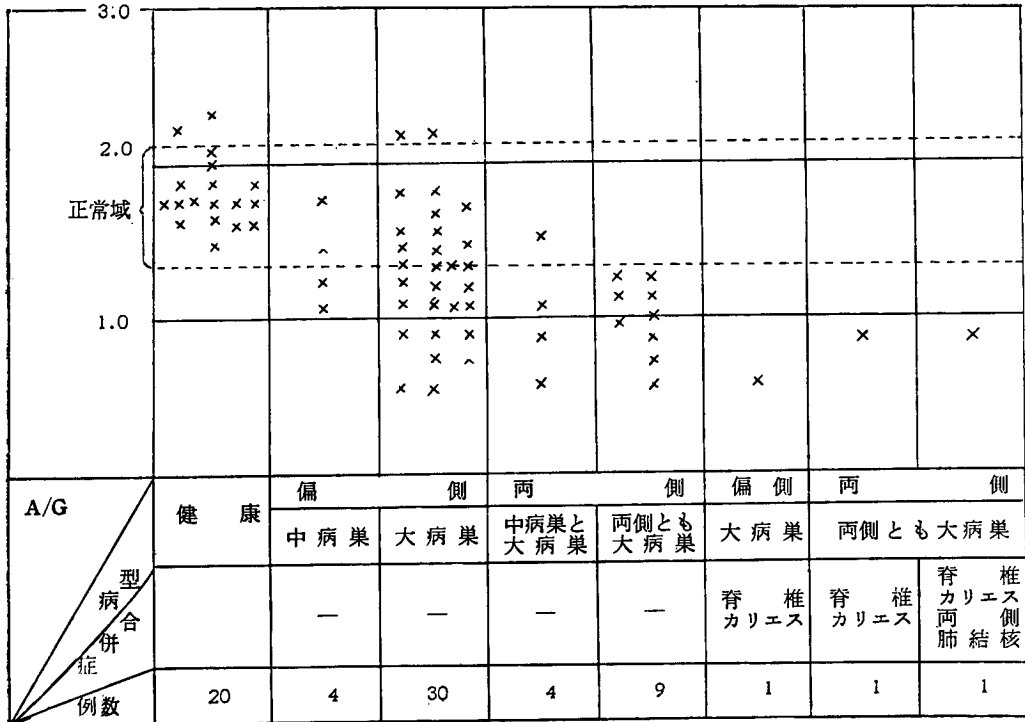 3.0
2.0
正常域
1.0
A/G
健康
偏側
両側
偏側
両側
中病巣
大病巣
中病巣と
大病巣
両側とも
大病巣
大病巣
両側とも大病巣
病型
合併症
—
—
—
—
脊椎
カリエス
脊椎
カリエス
脊椎
カリエス
両側
肺結核
例数
20
4
30
4
9
1
1
1